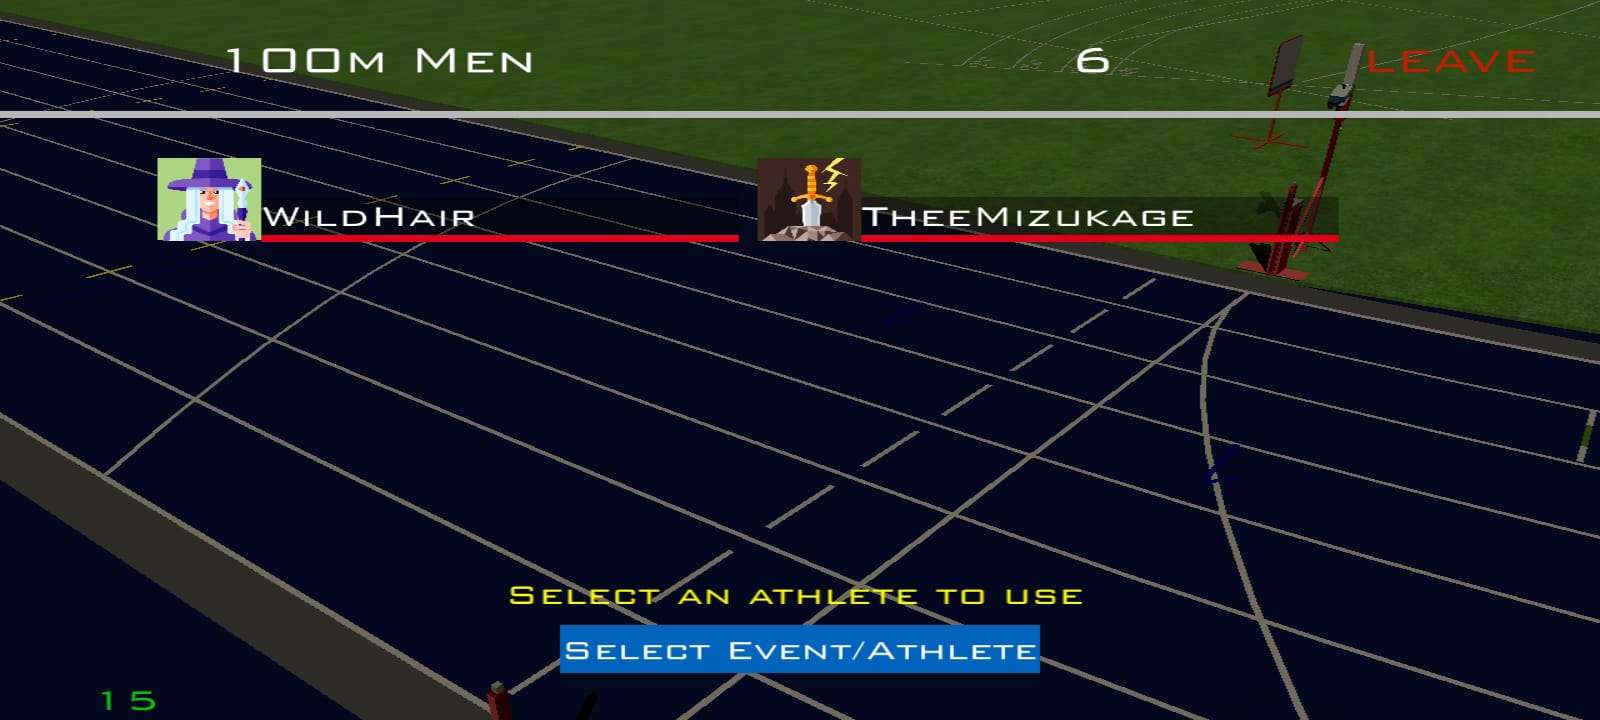 100m Men 6 LEAVE
WildHair TheeMizukage
Select an athlete to use
Select Event/Athlete
15